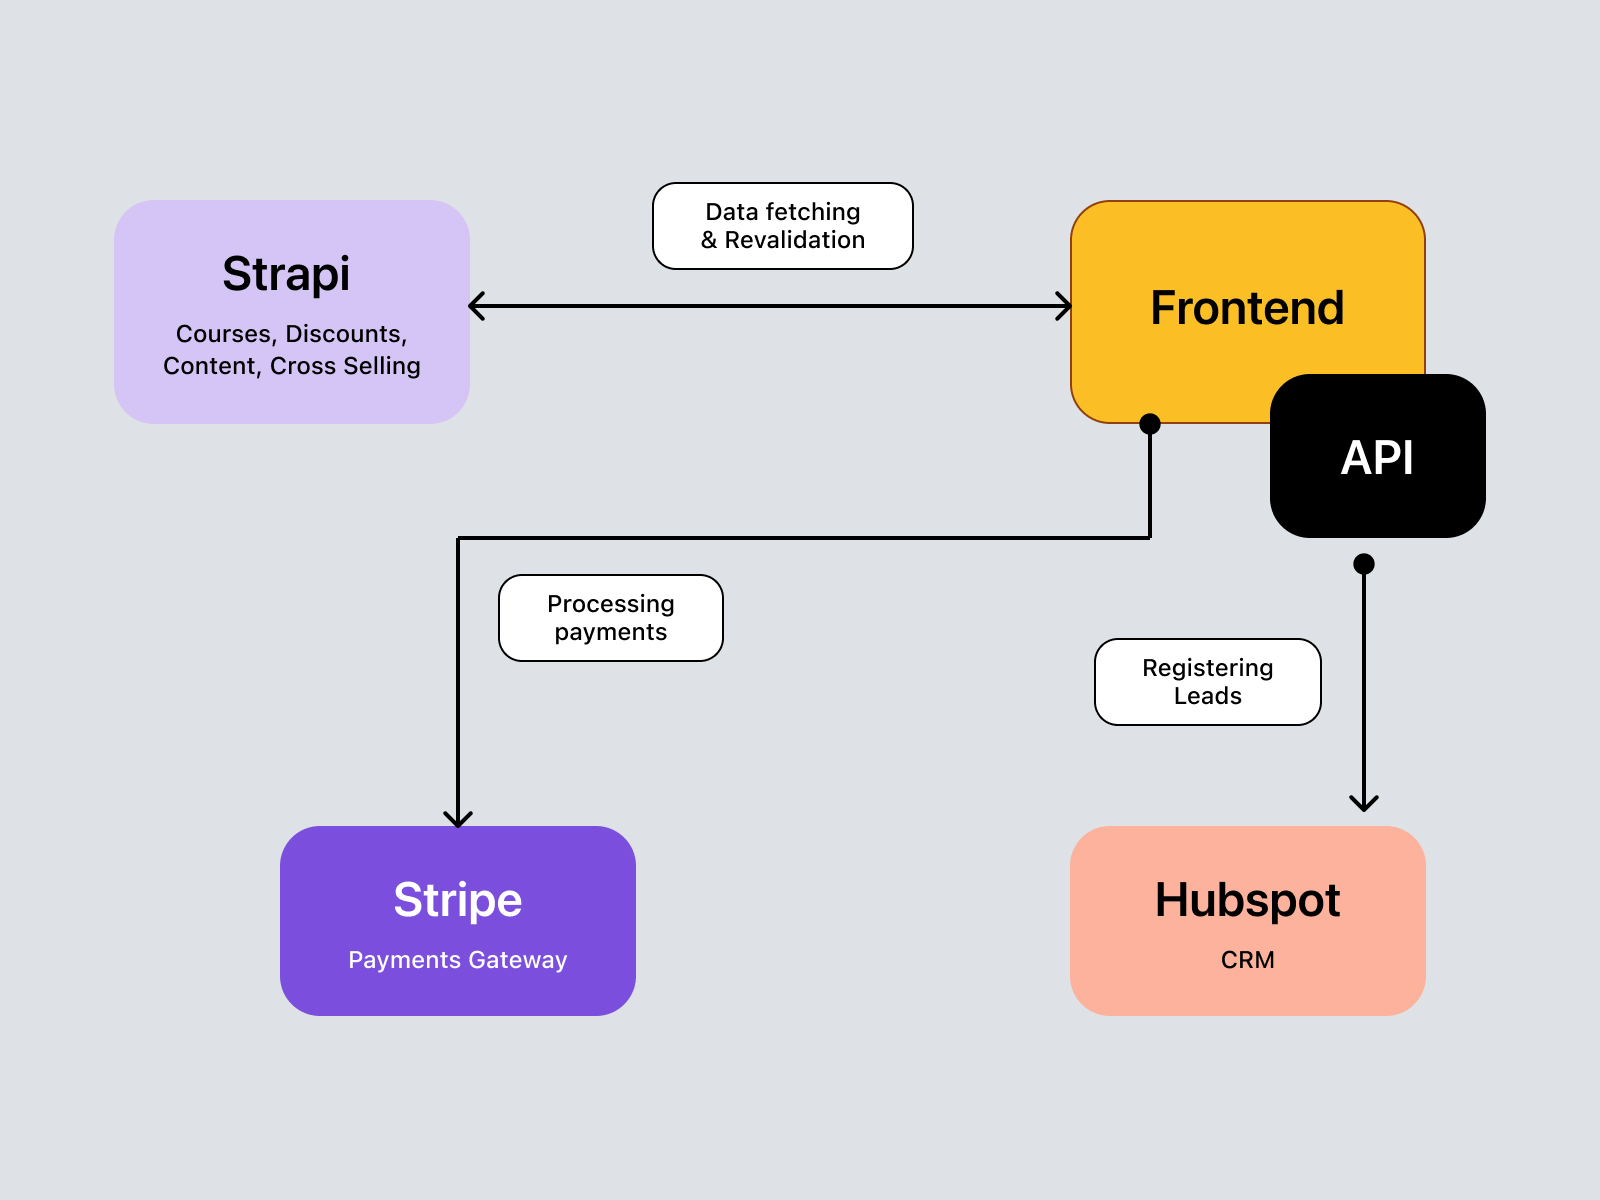 Data fetching
& Revalidation
Strapi
Courses, Discounts,
Content, Cross Selling
Frontend
API
Processing
payments
Registering
Leads
Stripe
Payments Gateway
Hubspot
CRM